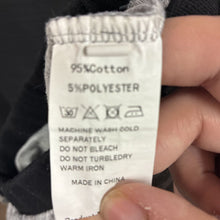 95%Cotton
5%POLYESTER
MACHINE WASH COLD
SEPARATELY
DO NOT BLEACH
DO NOT TURBLEDRY
WARM IRON
MADE IN CHINA